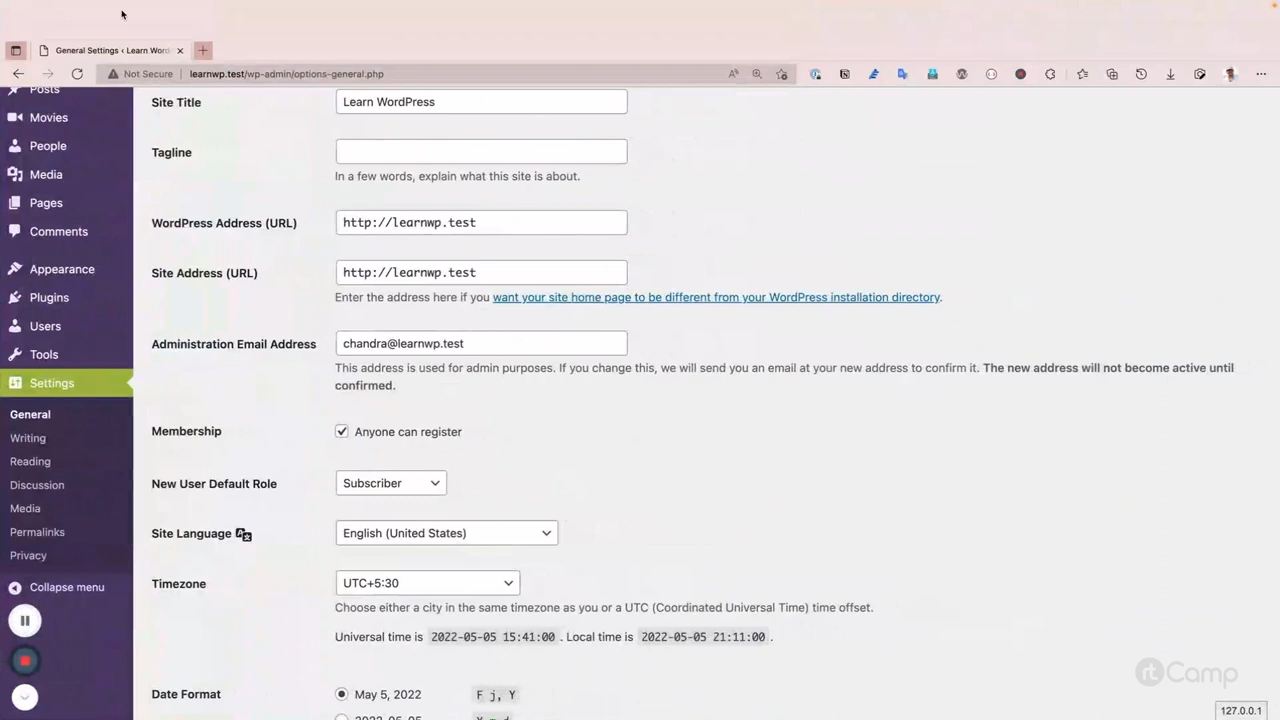 General Settings ‹ Learn Word
Not Secure
learnwp.test/wp-admin/options-general.php
Posts
Movies
People
Media
Pages
Comments
Appearance
Plugins
Users
Tools
Settings
General
Writing
Reading
Discussion
Media
Permalinks
Privacy
Collapse menu
Site Title
Learn WordPress
Tagline
In a few words, explain what this site is about.
WordPress Address (URL)
http://learnwp.test
Site Address (URL)
http://learnwp.test
Enter the address here if you want your site home page to be different from your WordPress installation directory.
Administration Email Address
chandra@learnwp.test
This address is used for admin purposes. If you change this, we will send you an email at your new address to confirm it. The new address will not become active until
confirmed.
Membership
Anyone can register
New User Default Role
Subscriber
Site Language
English (United States)
Timezone
UTC+5:30
Choose either a city in the same timezone as you or a UTC (Coordinated Universal Time) time offset.
Universal time is 2022-05-05 15:41:00 . Local time is 2022-05-05 21:11:00 .
Date Format
May 5, 2022
F j, Y
rtCamp
127.0.0.1